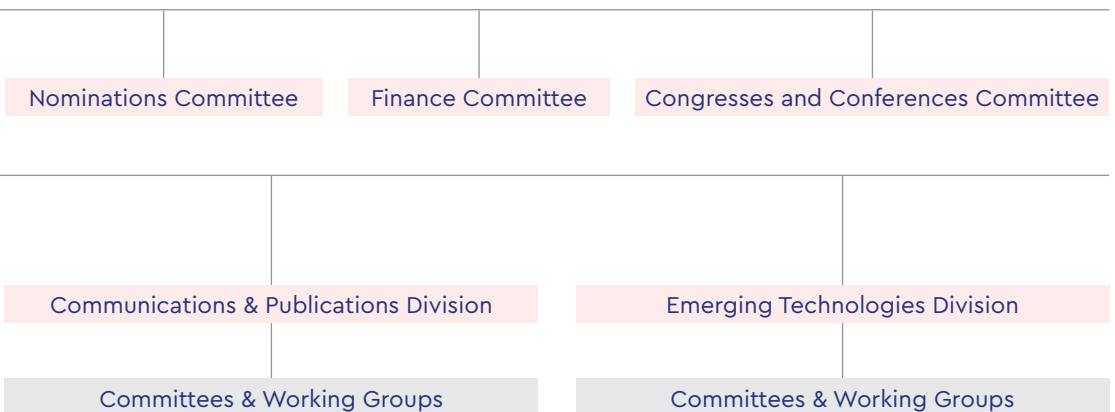 Nominations Committee
Finance Committee
Congresses and Conferences Committee
Communications & Publications Division
Emerging Technologies Division
Committees & Working Groups
Committees & Working Groups